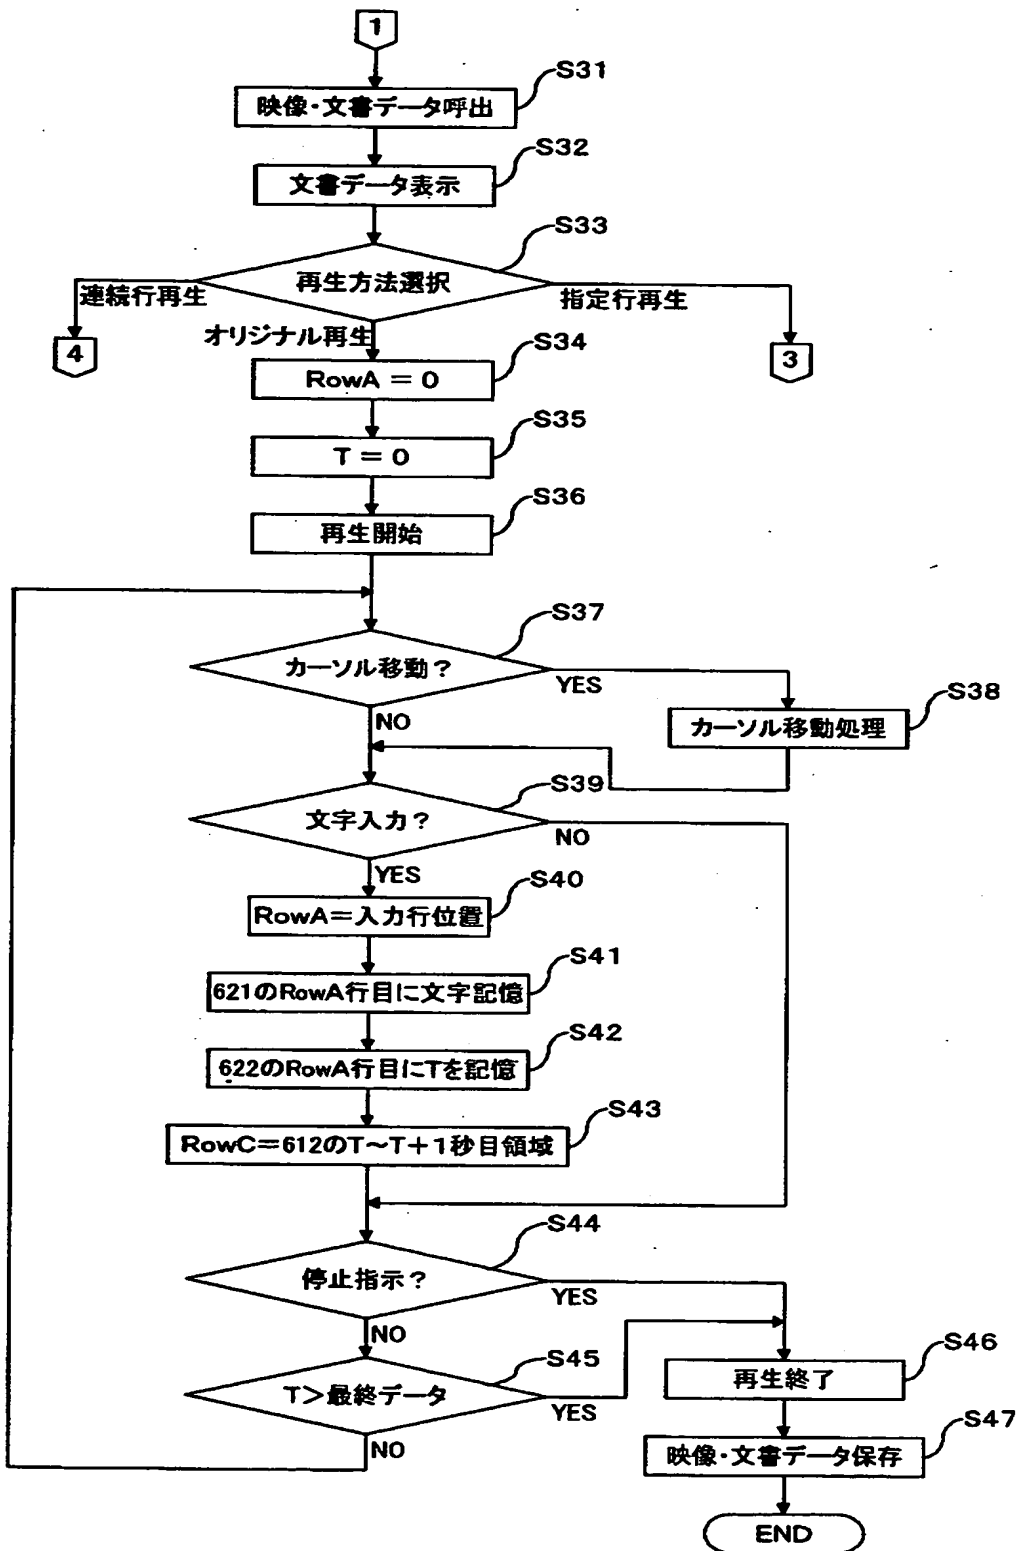 1
S31
映像・文書データ呼出
S32
文書データ表示
S33
再生方法選択
連続行再生
指定行再生
オリジナル再生
4
3
S34
RowA = 0
S35
T = 0
S36
再生開始
S37
カーソル移動?
YES
NO
S38
カーソル移動処理
S39
文字入力?
NO
YES
S40
RowA=入力行位置
S41
621のRowA行目に文字記憶
S42
622のRowA行目にTを記憶
S43
RowC=612のT~T+1秒目領域
S44
停止指示?
YES
NO
S45
T>最終データ
YES
NO
S46
再生終了
S47
映像・文書データ保存
END